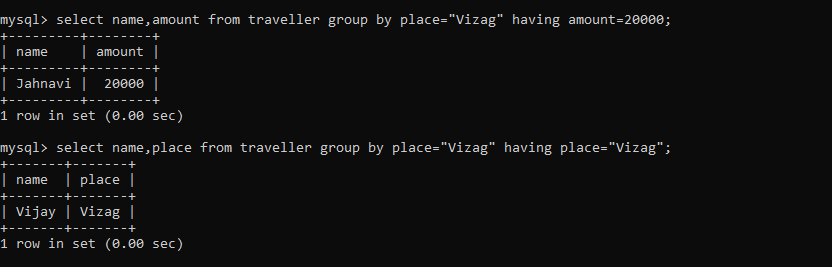 mysql> select name,amount from traveller group by place="Vizag" having amount=20000;
+---------+--------+
| name    | amount |
+---------+--------+
| Jahnavi |  20000 |
+---------+--------+
1 row in set (0.00 sec)
mysql> select name,place from traveller group by place="Vizag" having place="Vizag";
+-------+-------+
| name  | place |
+-------+-------+
| Vijay | Vizag |
+-------+-------+
1 row in set (0.00 sec)